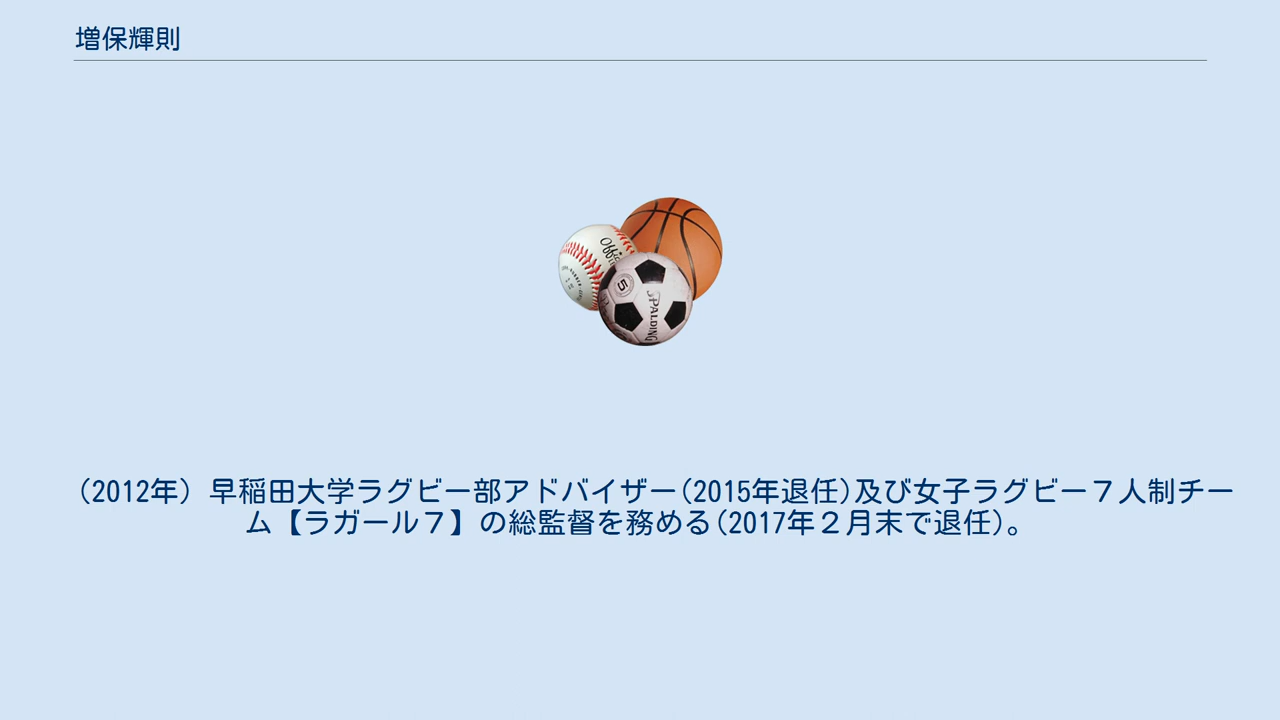 増保輝則
Offic
5
SPALDING
(2012年) 早稲田大学ラグビー部アドバイザー(2015年退任)及び女子ラグビー７人制チー
ム【ラガール７】の総監督を務める(2017年２月末で退任)。